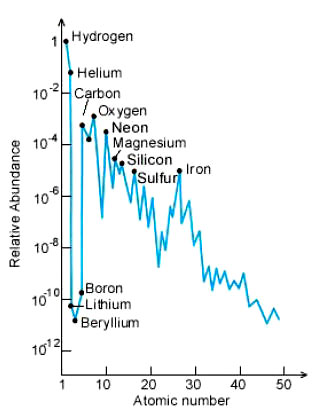 Hydrogen
1
Helium
10-2
Carbon
Oxygen
Neon
10-4
Magnesium
Silicon
Iron
Sulfur
10-6
Relative Abundance
10-8
Boron
10-10
Lithium
Beryllium
10-12
1 10 20 30 40 50
Atomic number